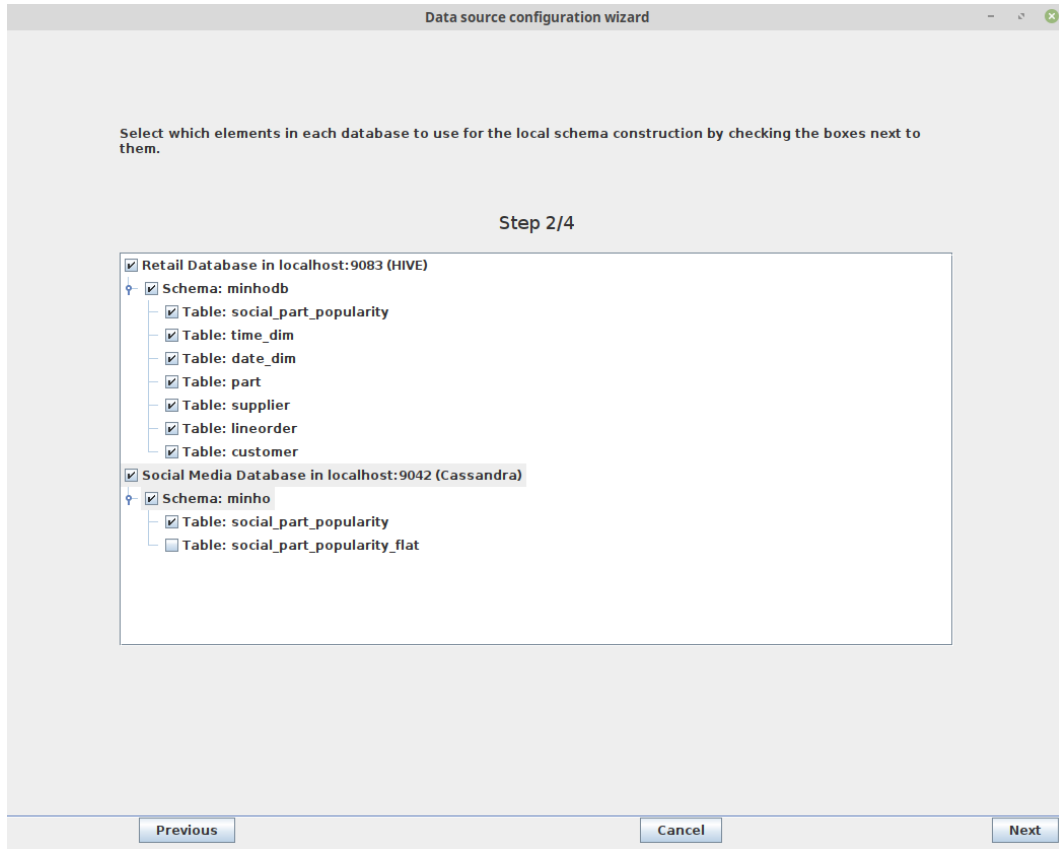 Data source configuration wizard
Select which elements in each database to use for the local schema construction by checking the boxes next to
them.
Step 2/4
Retail Database in localhost:9083 (HIVE)
Schema: minhodb
Table: social_part_popularity
Table: time_dim
Table: date_dim
Table: part
Table: supplier
Table: lineorder
Table: customer
Social Media Database in localhost:9042 (Cassandra)
Schema: minho
Table: social_part_popularity
Table: social_part_popularity_flat
Previous
Cancel
Next